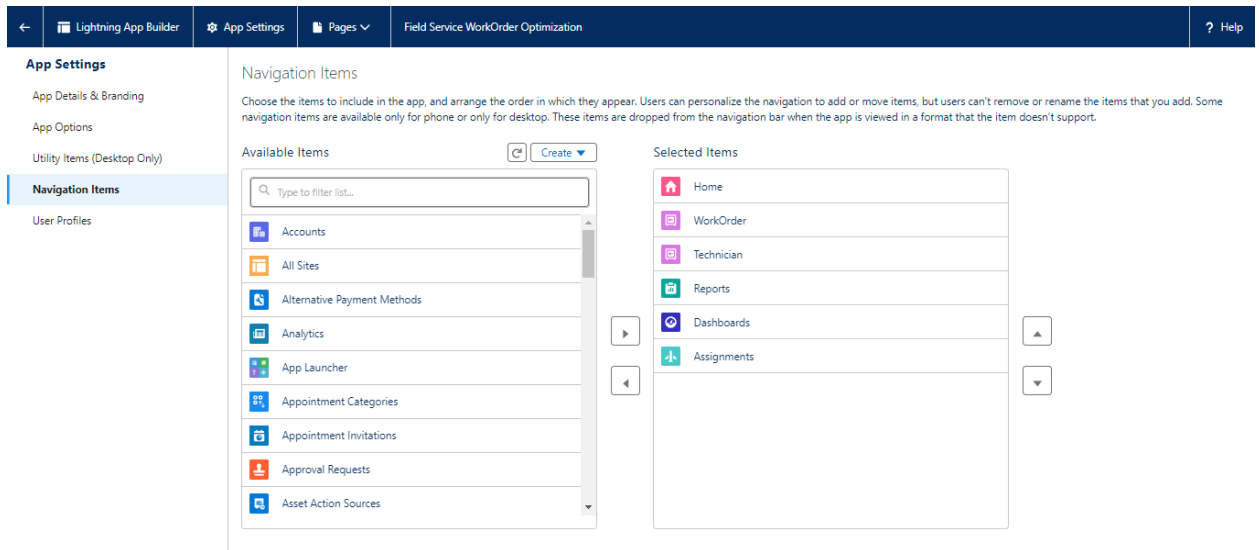 Lightning App Builder
App Settings
Pages
Field Service WorkOrder Optimization
? Help
App Settings
App Details & Branding
App Options
Utility Items (Desktop Only)
Navigation Items
User Profiles
Navigation Items
Choose the items to include in the app, and arrange the order in which they appear. Users can personalize the navigation to add or move items, but users can't remove or rename the items that you add. Some
navigation items are available only for phone or only for desktop. These items are dropped from the navigation bar when the app is viewed in a format that the item doesn't support.
Available Items
Create
Type to filter list...
Accounts
All Sites
Alternative Payment Methods
Analytics
App Launcher
Appointment Categories
Appointment Invitations
Approval Requests
Asset Action Sources
Selected Items
Home
WorkOrder
Technician
Reports
Dashboards
Assignments